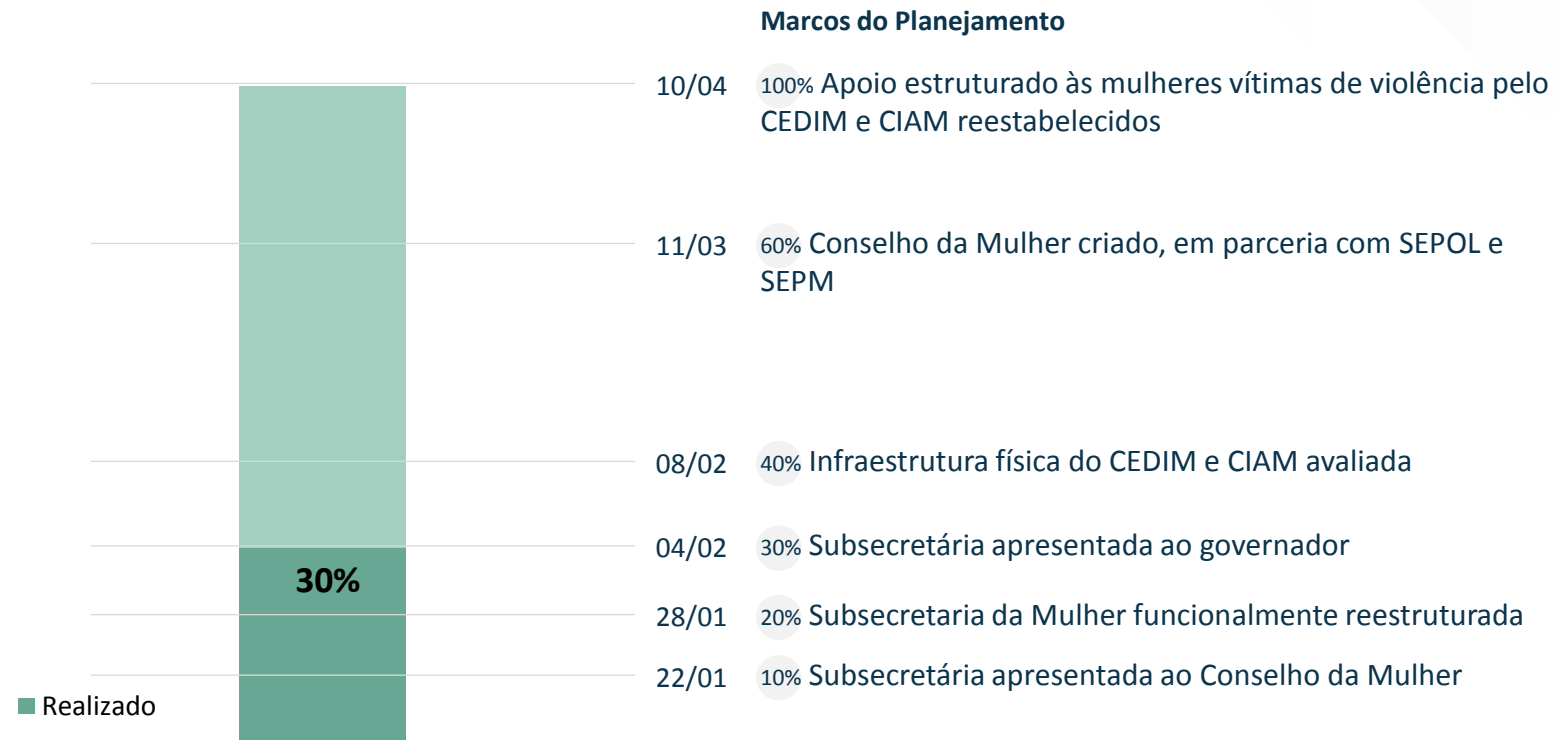 Marcos do Planejamento
10/04 100% Apoio estruturado às mulheres vítimas de violência pelo
CEDIM e CIAM reestabelecidos
11/03 60% Conselho da Mulher criado, em parceria com SEPOL e
SEPM
08/02 40% Infraestrutura física do CEDIM e CIAM avaliada
04/02 30% Subsecretária apresentada ao governador
30%
28/01 20% Subsecretaria da Mulher funcionalmente reestruturada
22/01 10% Subsecretária apresentada ao Conselho da Mulher
Realizado